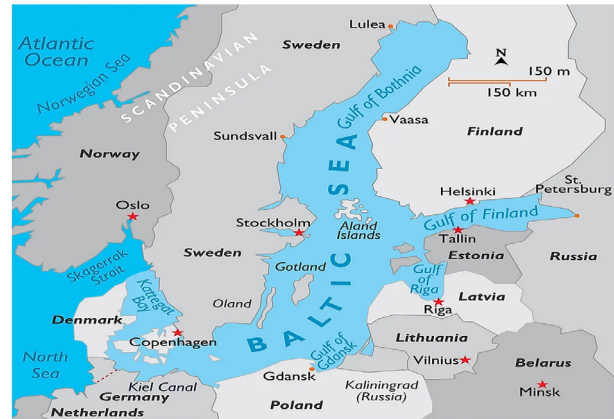 Lulea
Atlantic
Ocean
Norwegian Sea
SCANDINAVIAN
PENINSULA
Sweden
Gulf of Bothnia
N
150 m
150 km
Vaasa
Finland
Sundsvall
Norway
Oslo
Stockholm
Aland
Islands
Helsinki
St.
Petersburg
Gulf of Finland
Tallin
Estonia
Russia
Skagerrak
Strait
Sweden
Gotland
Oland
BALTIC SEA
Gulf
of
Riga
Latvia
Riga
Kattegat
Bay
Denmark
Copenhagen
Lithuania
Vilnius
Belarus
Minsk
North
Sea
Kiel Canal
Germany
Netherlands
Gdansk
Gulf of
Gdansk
Poland
Kaliningrad
(Russia)